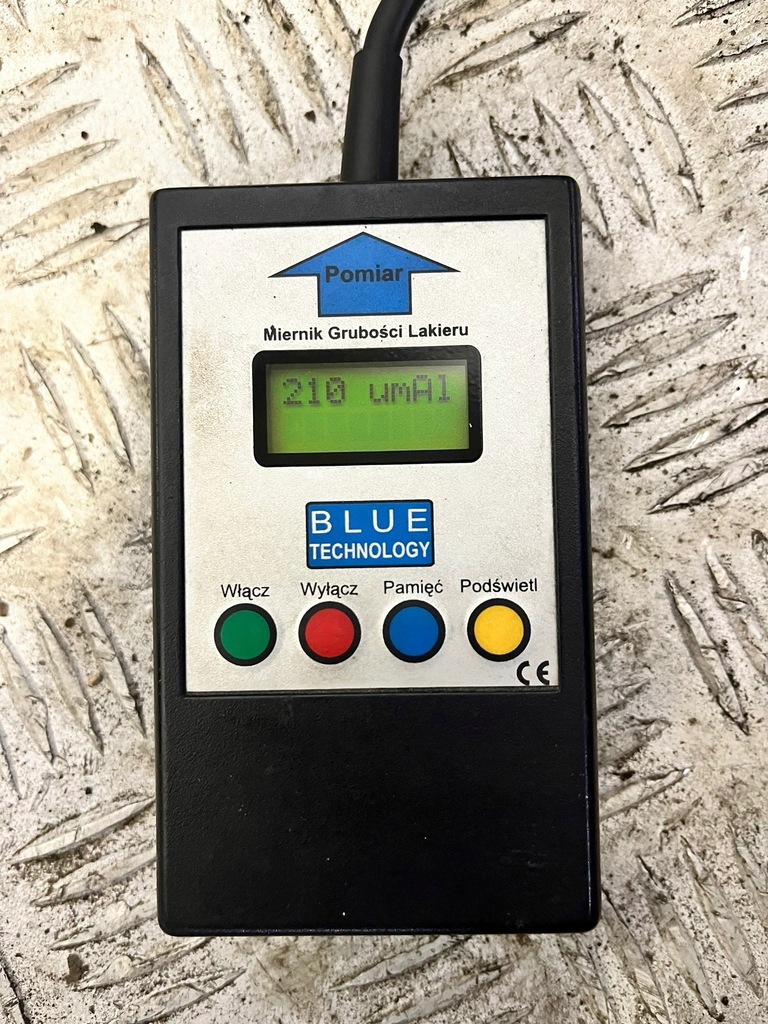 Pomiar
Miernik Grubości Lakieru
210 umAl
BLUE
TECHNOLOGY
Włącz Wyłącz Pamięć Podświetl
CE